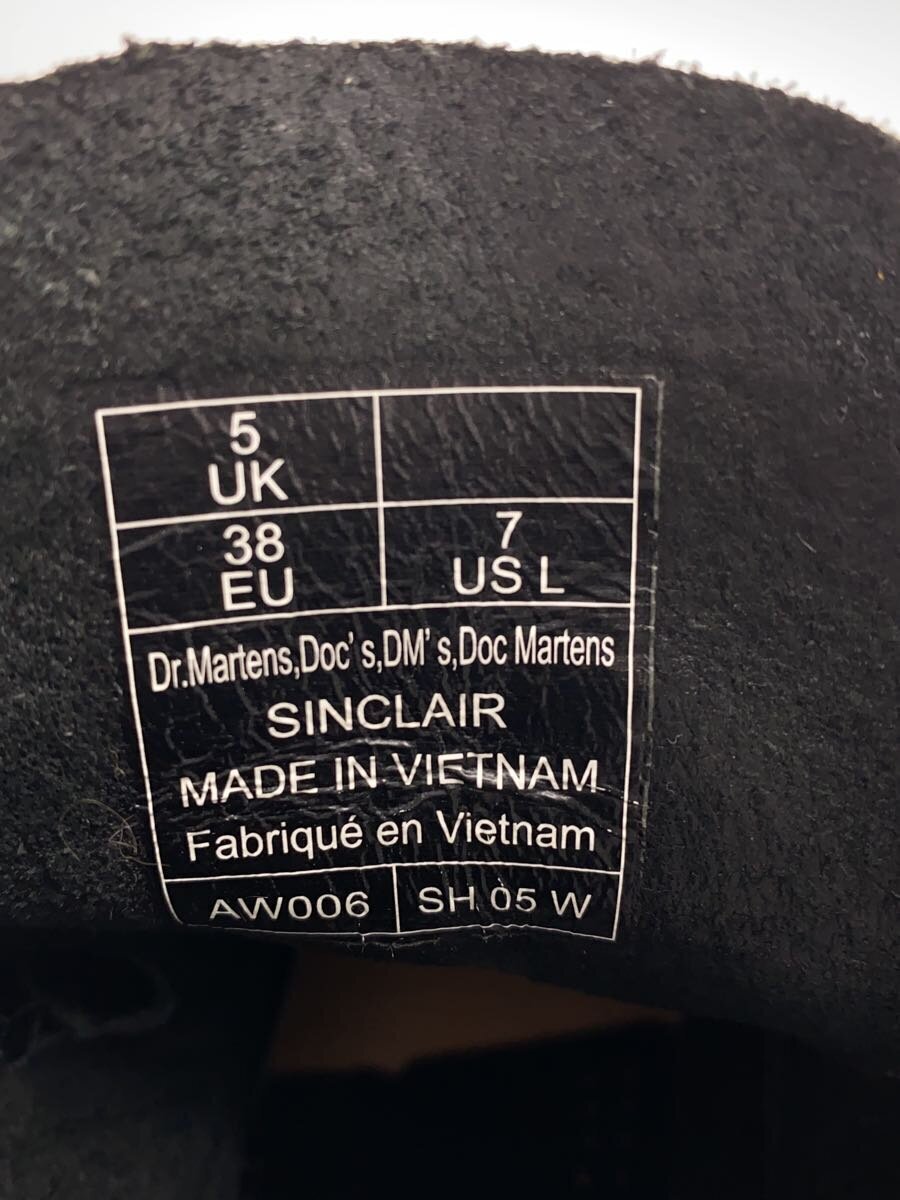 5
UK
38
EU
7
US L
Dr.Martens,Doc's,DM's,Doc Martens
SINCLAIR
MADE IN VIETNAM
Fabriqué en Vietnam
AW006
SH 05 W